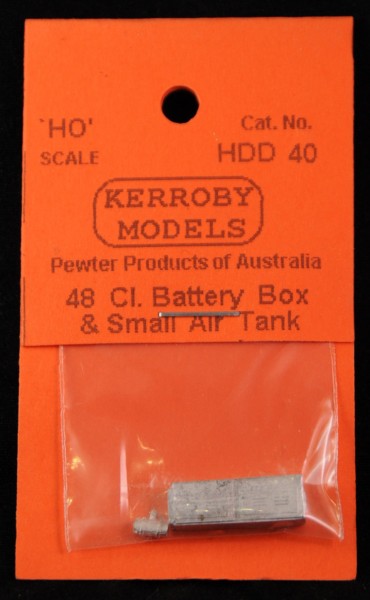 'HO'
SCALE
Cat. No.
HDD 40
KERROBY
MODELS
Pewter Products of Australia
48 Cl. Battery Box
& Small Air Tank